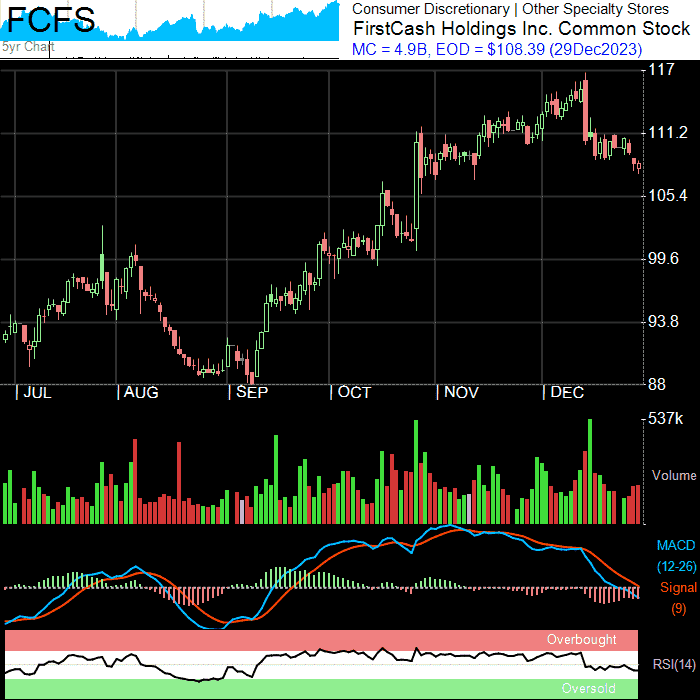 FCFS
5yr Chart
Consumer Discretionary | Other Specialty Stores
FirstCash Holdings Inc. Common Stock
MC = 4.9B, EOD = $108.39 (29Dec2023)
117
111.2
105.4
99.6
93.8
88
JUL AUG SEP OCT NOV DEC
537k
Volume
MACD
(12-26)
Signal
(9)
Overbought
RSI(14)
Oversold